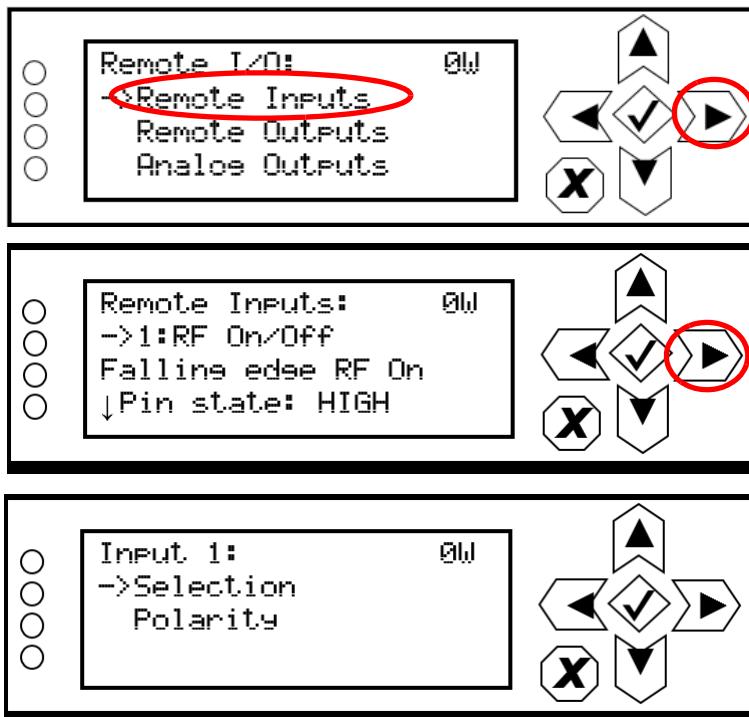 Remote I/O: 0W
->Remote Inputs
Remote Outputs
Analog Outputs
X
Remote Inputs: 0W
->1:RF On/Off
Falling edge RF On
↓Pin state: HIGH
X
Input 1: 0W
->Selection
Polarity
X